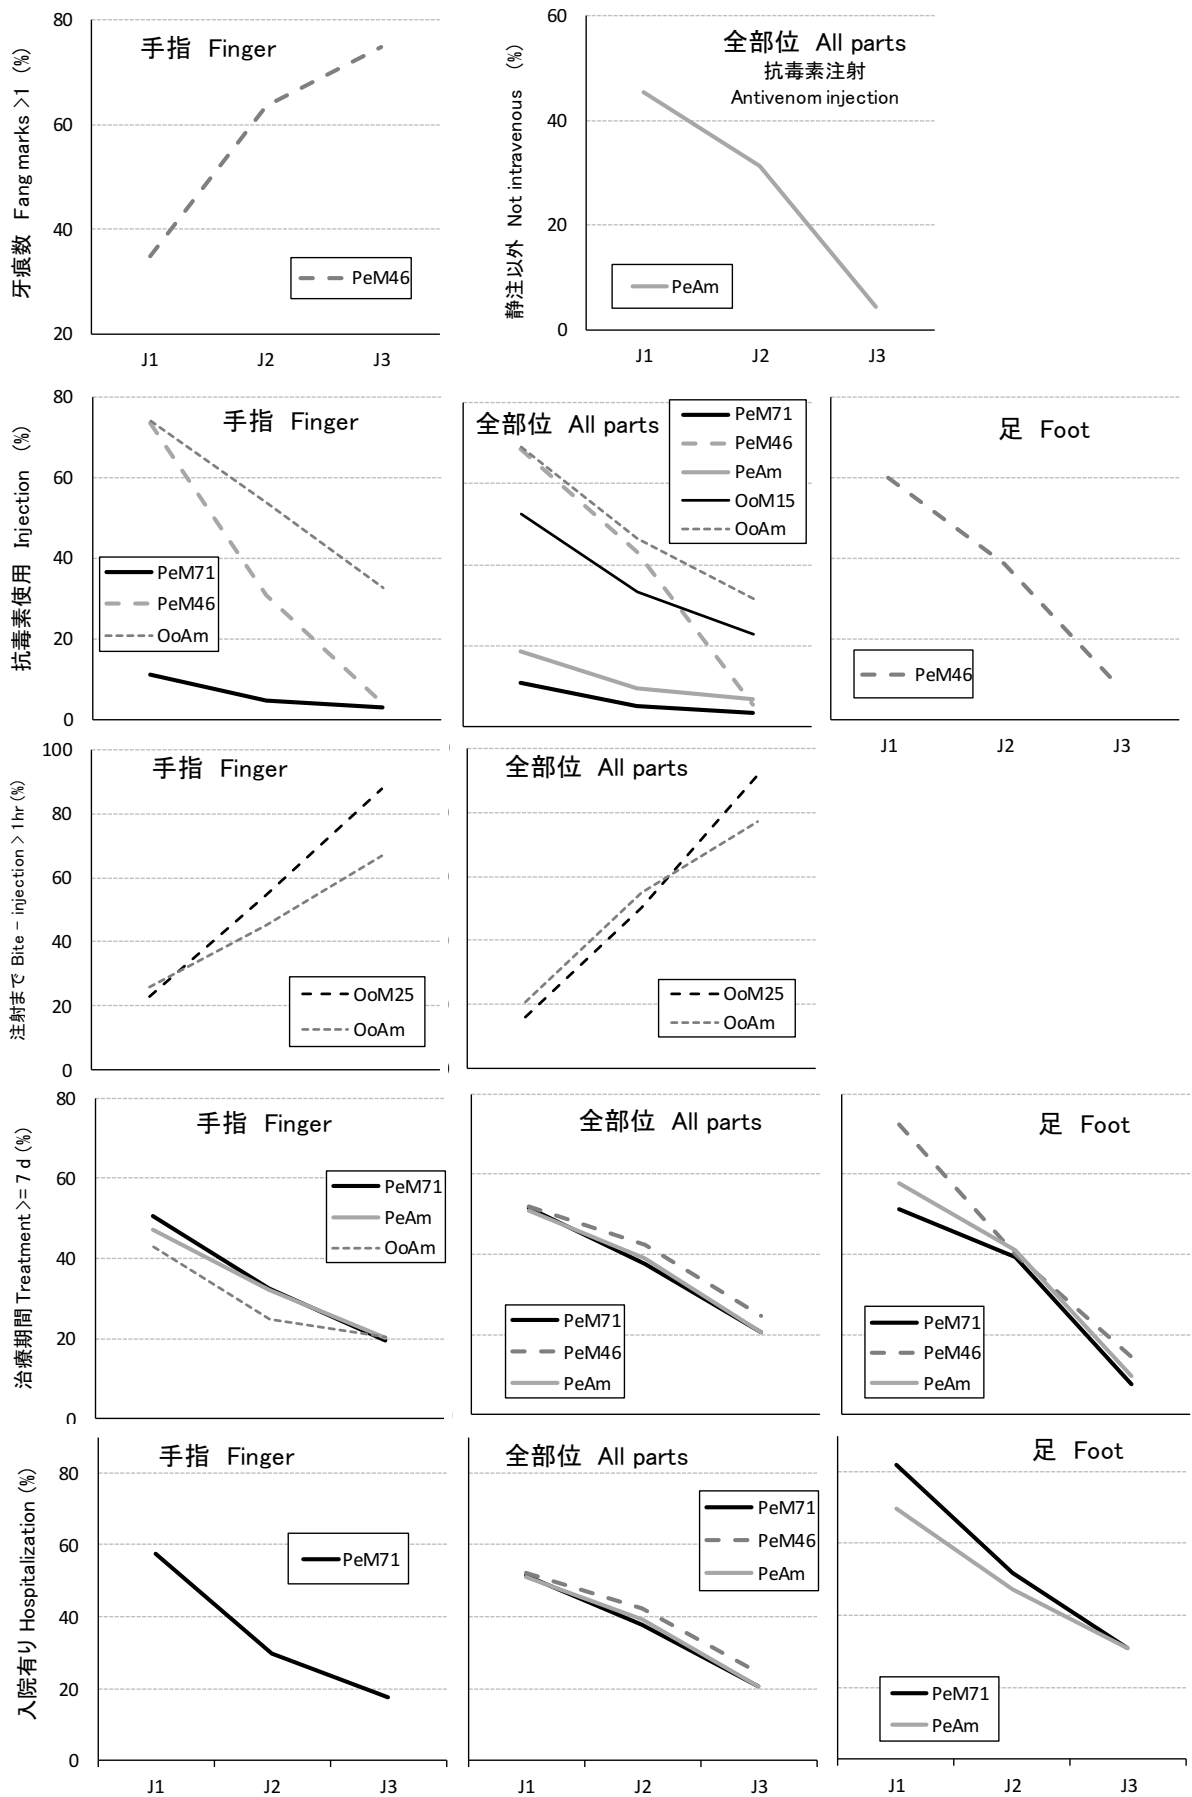 牙痕数 Fang marks >1 (%)
80
60
40
20
手指 Finger
PeM46
J1 J2 J3
静注以外 Not intravenous (%)
60
40
20
0
全部位 All parts
抗毒素注射
Antivenom injection
PeAm
J1 J2 J3
抗毒素使用 Injection (%)
80
60
40
20
0
手指 Finger
PeM71
PeM46
OoAm
全部位 All parts
PeM71
PeM46
PeAm
OoM15
OoAm
足 Foot
PeM46
J1 J2 J3
注射まで Bite - injection > 1hr (%)
100
80
60
40
20
0
手指 Finger
OoM25
OoAm
全部位 All parts
OoM25
OoAm
治療期間 Treatment >= 7 d (%)
80
60
40
20
0
手指 Finger
PeM71
PeAm
OoAm
全部位 All parts
PeM71
PeM46
PeAm
足 Foot
PeM71
PeM46
PeAm
入院有り Hospitalization (%)
80
60
40
20
0
手指 Finger
PeM71
J1 J2 J3
全部位 All parts
PeM71
PeM46
PeAm
J1 J2 J3
足 Foot
PeM71
PeAm
J1 J2 J3